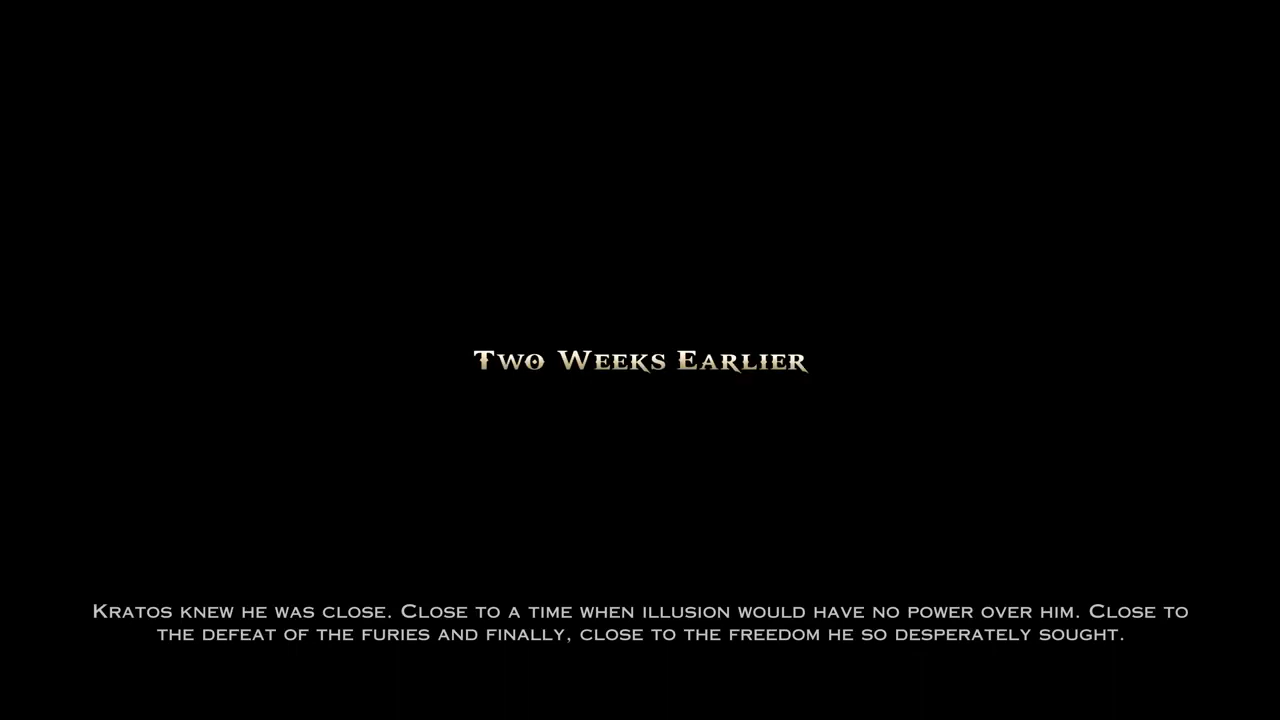 Two Weeks Earlier
Kratos knew he was close. Close to a time when illusion would have no power over him. Close to
the defeat of the Furies and finally, close to the freedom he so desperately sought.